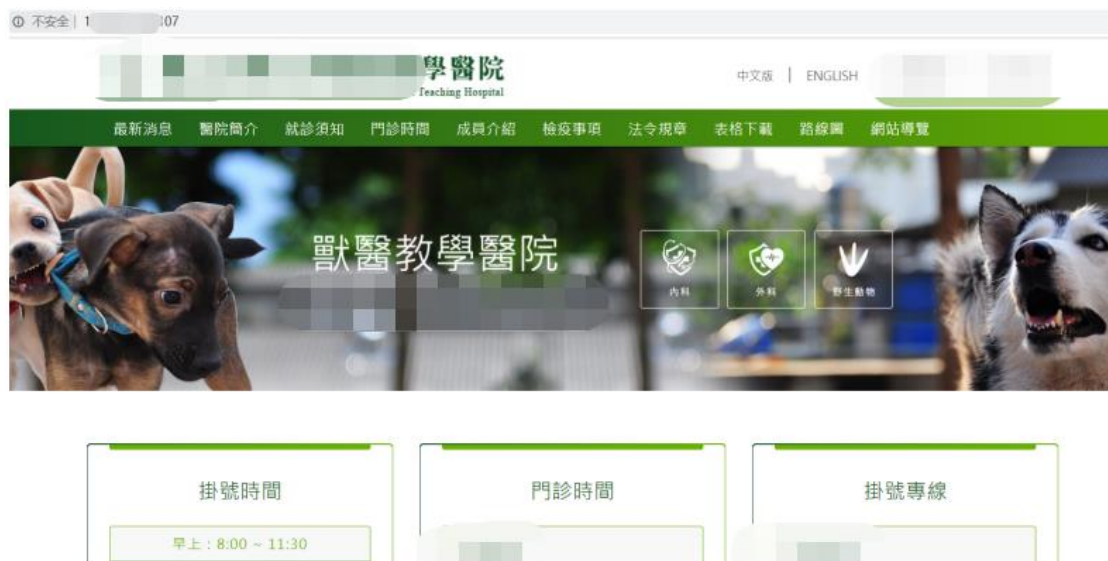 不安全 | 1 07
學醫院
Teaching Hospital
中文版 | ENGLISH
最新消息 醫院簡介 就診須知 門診時間 成員介紹 檢疫事項 法令規章 表格下載 路線圖 網站導覽
獸醫教學醫院
內科 外科 野生動物
掛號時間 門診時間 掛號專線
早上：8:00 ~ 11:30